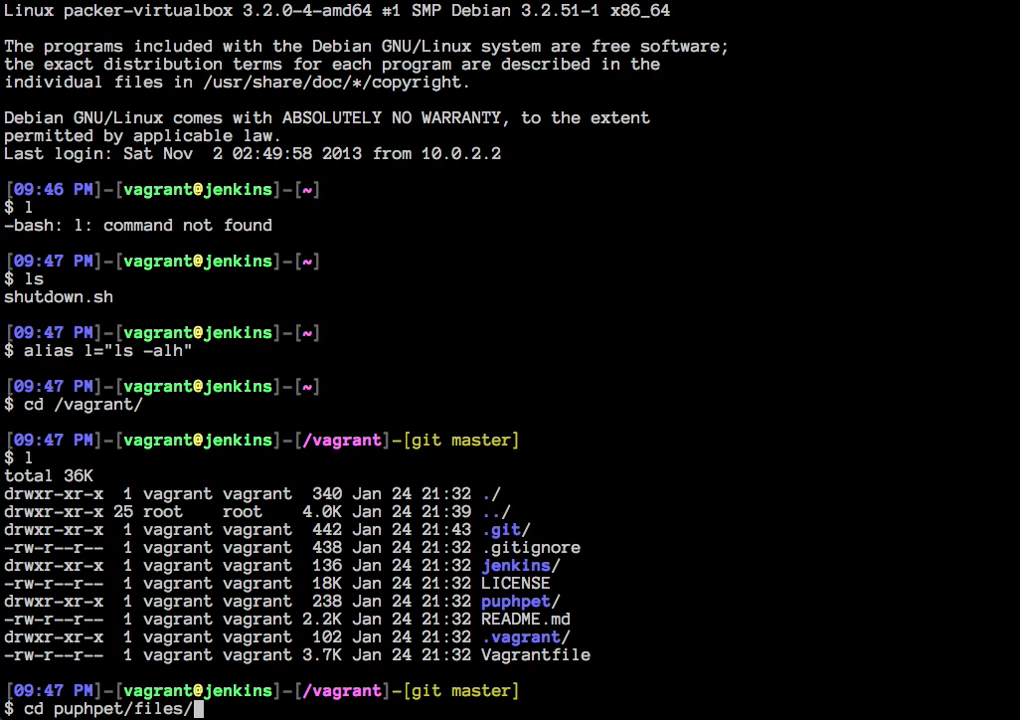 Linux packer-virtualbox 3.2.0-4-amd64 #1 SMP Debian 3.2.51-1 x86_64
The programs included with the Debian GNU/Linux system are free software;
the exact distribution terms for each program are described in the
individual files in /usr/share/doc/*/copyright.
Debian GNU/Linux comes with ABSOLUTELY NO WARRANTY, to the extent
permitted by applicable law.
Last login: Sat Nov  2 02:49:58 2013 from 10.0.2.2
[09:46 PM]-[vagrant@jenkins]-[~]
$ l
-bash: l: command not found
[09:47 PM]-[vagrant@jenkins]-[~]
$ ls
shutdown.sh
[09:47 PM]-[vagrant@jenkins]-[~]
$ alias l="ls -alh"
[09:47 PM]-[vagrant@jenkins]-[~]
$ cd /vagrant/
[09:47 PM]-[vagrant@jenkins]-[/vagrant]-[git master]
$ l
total 36K
drwxr-xr-x  1 vagrant vagrant  340 Jan 24 21:32 ./
drwxr-xr-x 25 root    root    4.0K Jan 24 21:39 ../
drwxr-xr-x  1 vagrant vagrant  442 Jan 24 21:43 .git/
-rw-r--r--  1 vagrant vagrant  438 Jan 24 21:32 .gitignore
drwxr-xr-x  1 vagrant vagrant  136 Jan 24 21:32 jenkins/
-rw-r--r--  1 vagrant vagrant  18K Jan 24 21:32 LICENSE
drwxr-xr-x  1 vagrant vagrant  238 Jan 24 21:32 puphpet/
-rw-r--r--  1 vagrant vagrant 2.2K Jan 24 21:32 README.md
drwxr-xr-x  1 vagrant vagrant  102 Jan 24 21:32 .vagrant/
-rw-r--r--  1 vagrant vagrant 3.7K Jan 24 21:32 Vagrantfile
[09:47 PM]-[vagrant@jenkins]-[/vagrant]-[git master]
$ cd puphpet/files/